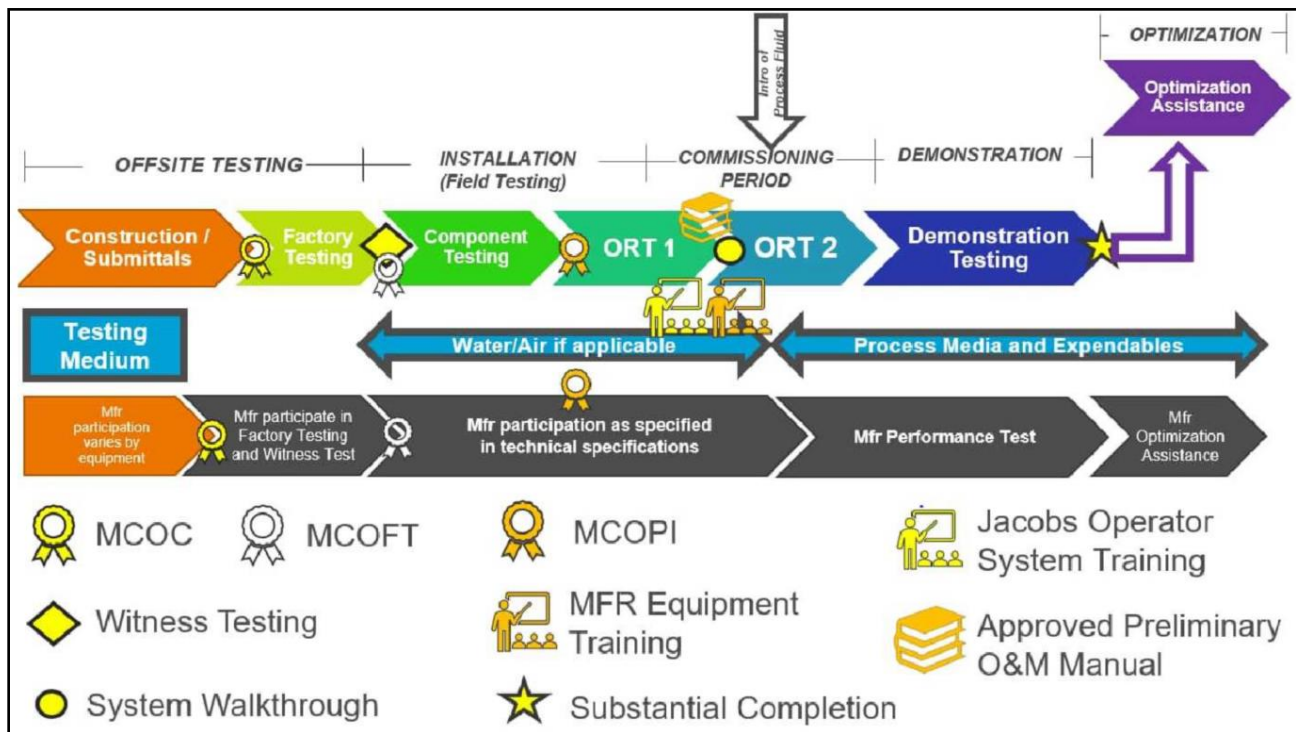 OPTIMIZATION
Intro of
Process Fluid
Optimization
Assistance
OFFSITE TESTING
INSTALLATION
(Field Testing)
COMMISSIONING
PERIOD
DEMONSTRATION
Construction /
Submittals
Factory
Testing
Component
Testing
ORT 1
ORT 2
Demonstration
Testing
Testing
Medium
Water/Air if applicable
Process Media and Expendables
Mfr
participation
varies by
equipment
Mfr participate in
Factory Testing
and Witness Test
Mfr participation as specified
in technical specifications
Mfr Performance Test
Mfr
Optimization
Assistance
MCOC
MCOFT
MCOPI
Jacobs Operator
System Training
Witness Testing
MFR Equipment
Training
Approved Preliminary
O&M Manual
System Walkthrough
Substantial Completion